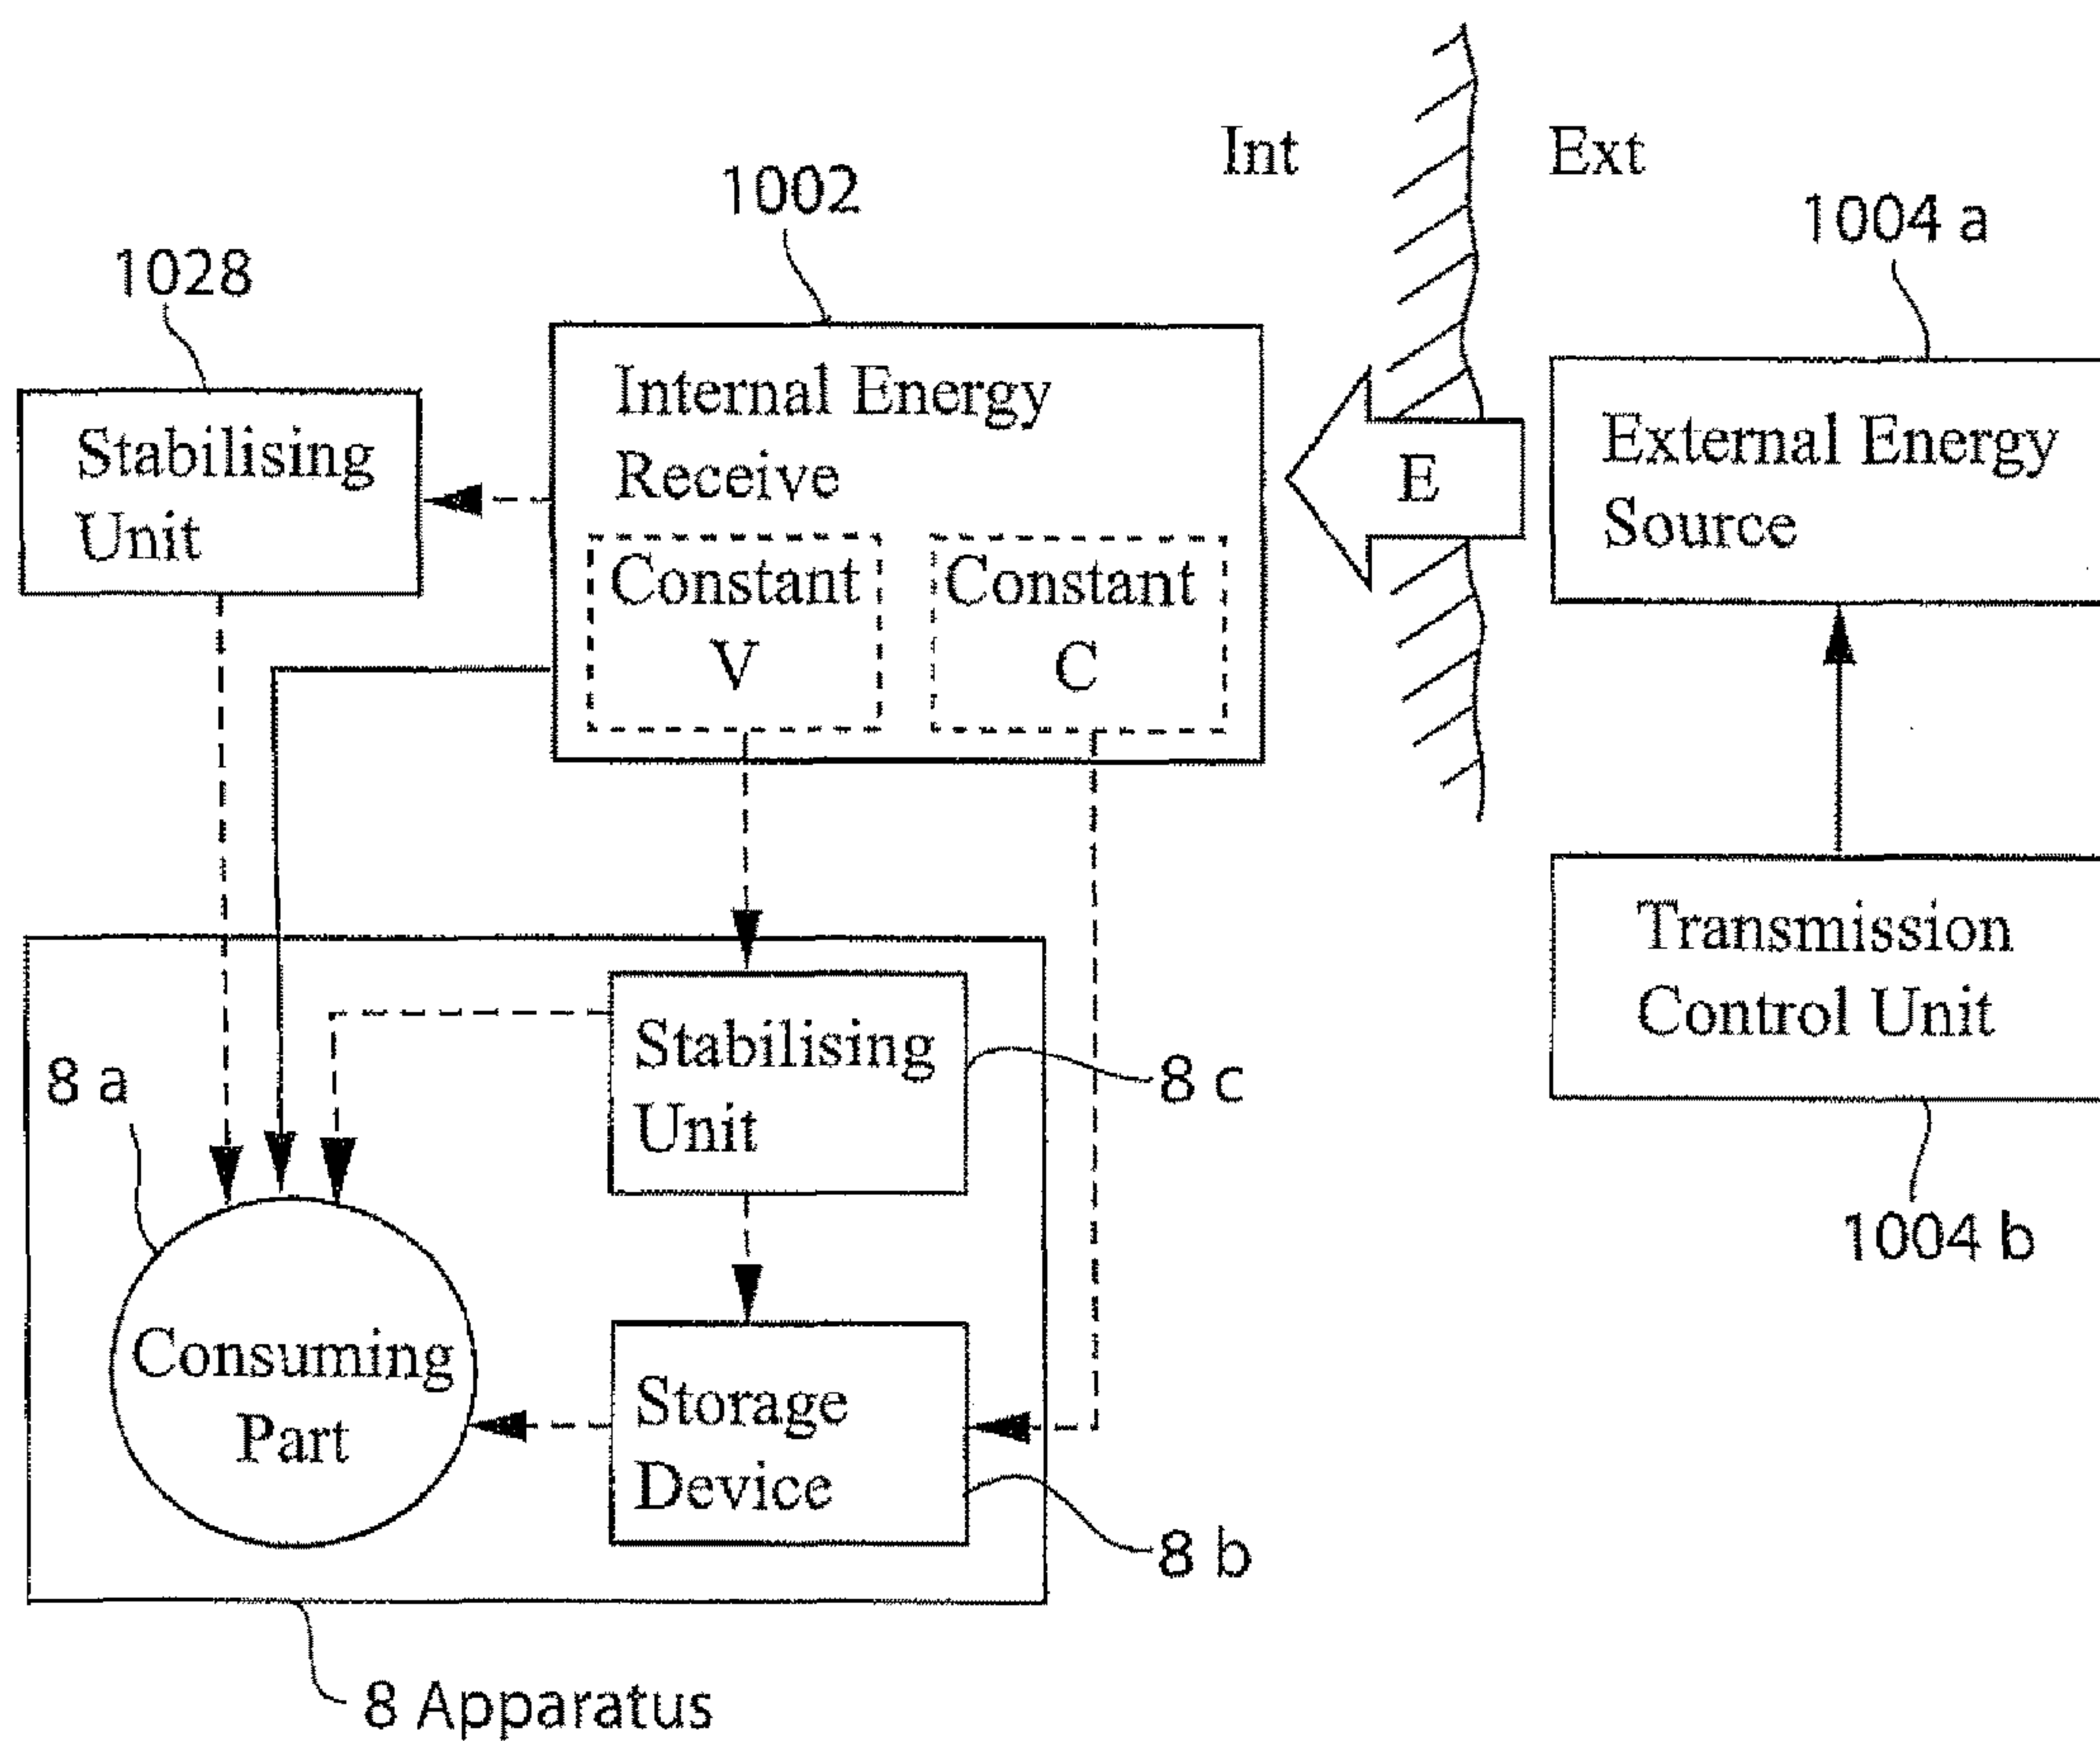 Int
Ext
1002
1004 a
1028
Internal Energy
Receive
External Energy
Source
E
Stabilising
Unit
Constant
V
Constant
C
Transmission
Control Unit
Stabilising
Unit
8 a
8 c
1004 b
Consuming
Part
Storage
Device
8 b
8 Apparatus